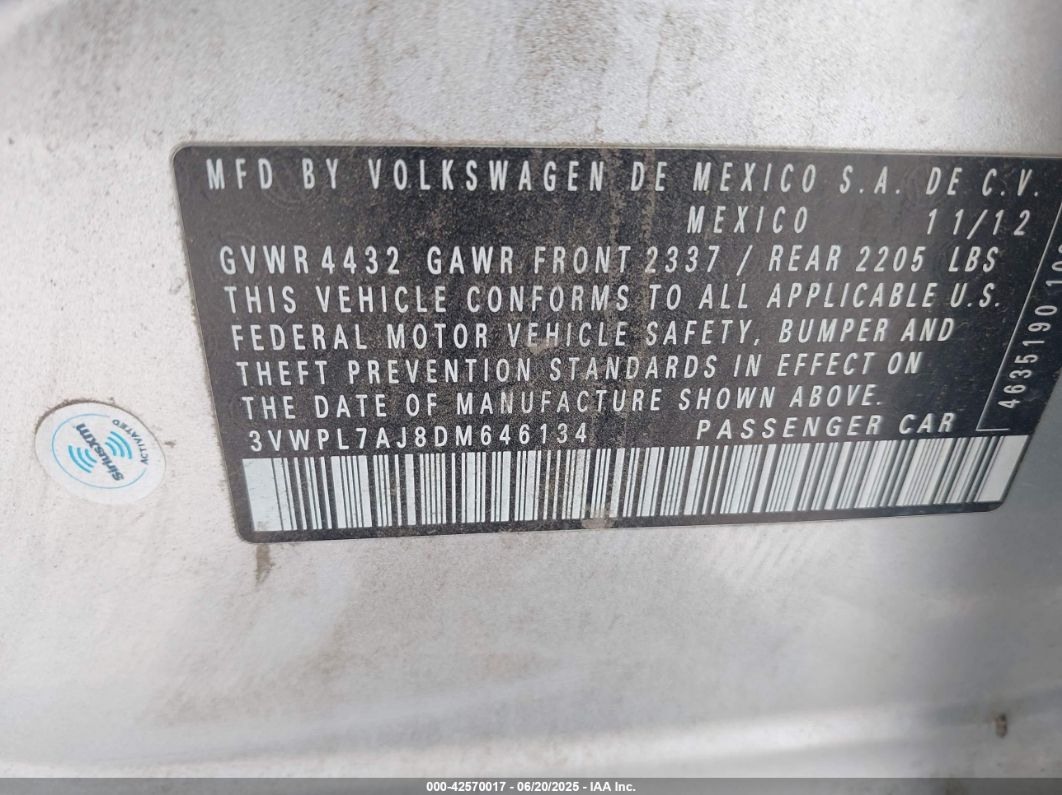 MFD BY VOLKSWAGEN DE MEXICO S.A. DE C.V.
MEXICO 11/12
GVWR 4432 GAWR FRONT 2337 / REAR 2205 LBS
THIS VEHICLE CONFORMS TO ALL APPLICABLE U.S.
FEDERAL MOTOR VEHICLE SAFETY, BUMPER AND
THEFT PREVENTION STANDARDS IN EFFECT ON
THE DATE OF MANUFACTURE SHOWN ABOVE.
3VWPL7AJ8DM646134 PASSENGER CAR
4635190
siriusxm
ACTIVATED
000-42570017 - 06/20/2025 - IAA Inc.